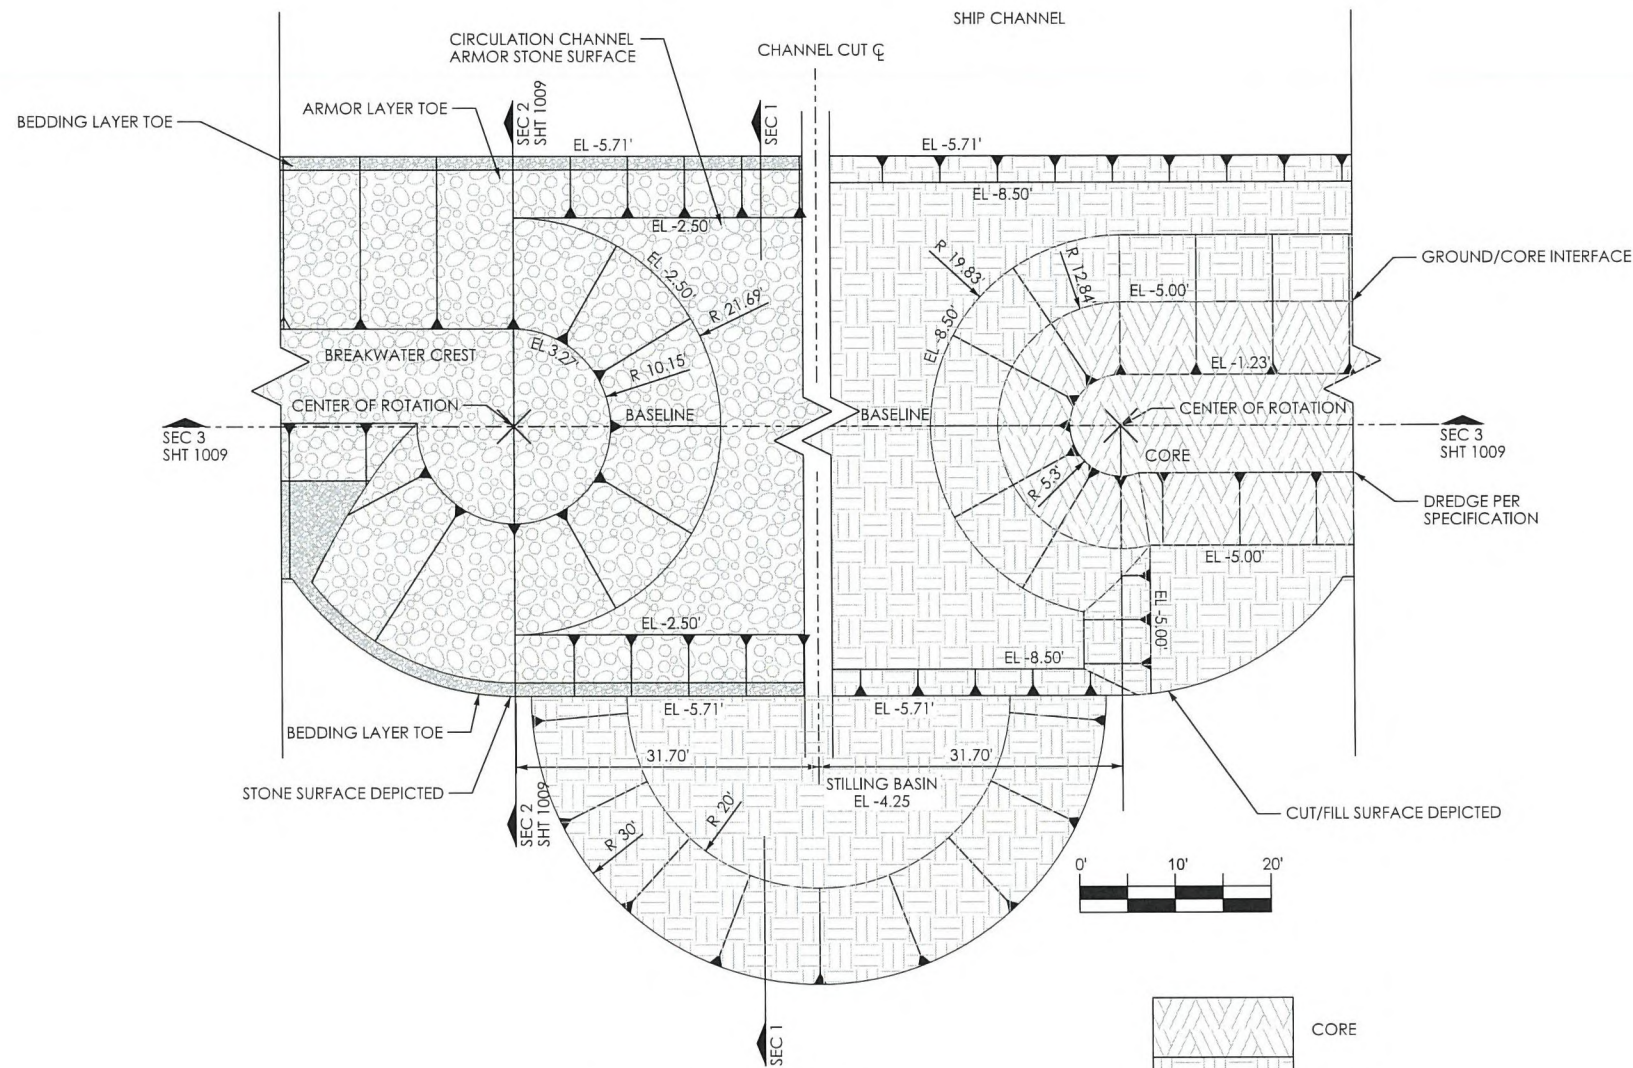 SHIP CHANNEL
CIRCULATION CHANNEL
ARMOR STONE SURFACE
CHANNEL CUT ℄
BEDDING LAYER TOE
ARMOR LAYER TOE
SEC 2
SHT 1009
SEC 1
EL -5.71'
EL -5.71'
EL -8.50'
EL -2.50'
EL -2.50'
R 21.69'
R 19.83'
R 12.84'
EL -5.00'
GROUND/CORE INTERFACE
EL -8.50'
EL 3.27'
BREAKWATER CREST
R 10.15'
EL -1.23'
CENTER OF ROTATION
BASELINE
BASELINE
CENTER OF ROTATION
SEC 3
SHT 1009
SEC 3
SHT 1009
CORE
R 5.3'
DREDGE PER
SPECIFICATION
EL -5.00'
EL -5.00'
EL -2.50'
EL -8.50'
EL -5.71'
EL -5.71'
BEDDING LAYER TOE
31.70'
31.70'
STILLING BASIN
EL -4.25
STONE SURFACE DEPICTED
SEC 2
SHT 1009
R 20'
R 30'
CUT/FILL SURFACE DEPICTED
0' 10' 20'
SEC 1
CORE